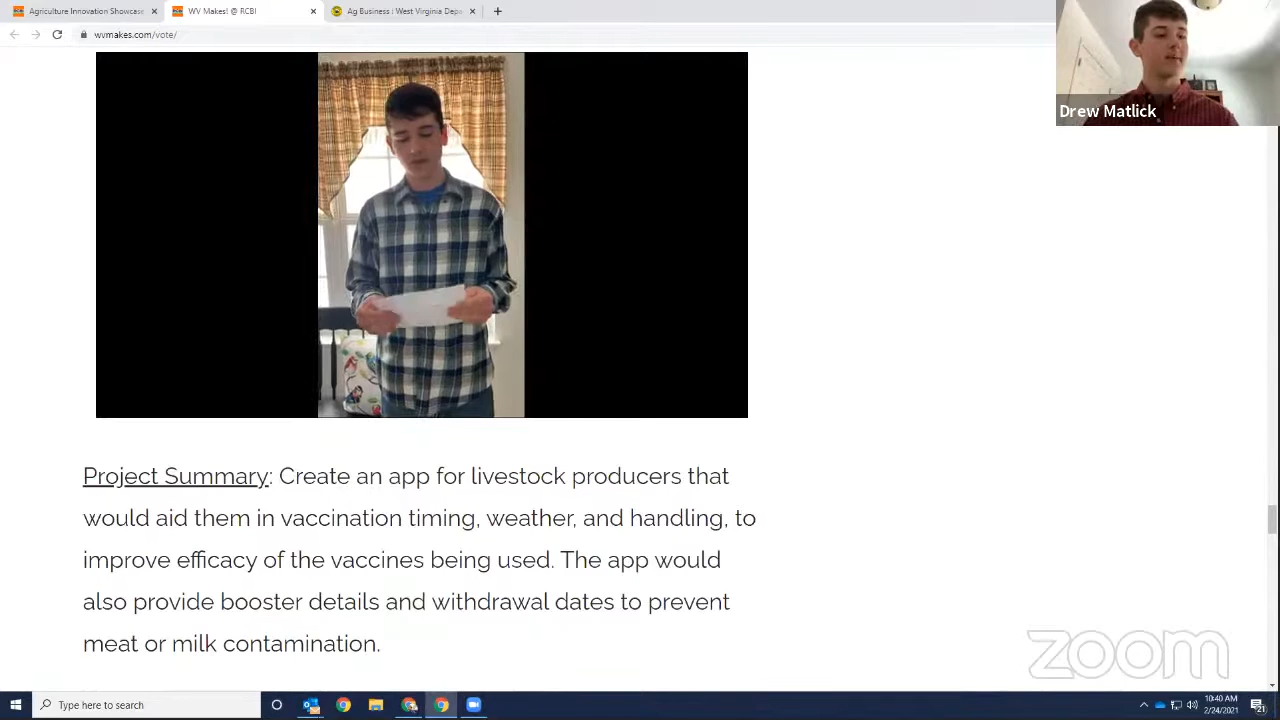 Agriculture Innovation Showcase
WV Makes! @ RCBI
Ag Business : West Virginia Depa
wvmakes.com/vote/
Drew Matlick
Project Summary: Create an app for livestock producers that
would aid them in vaccination timing, weather, and handling, to
improve efficacy of the vaccines being used. The app would
also provide booster details and withdrawal dates to prevent
meat or milk contamination.
zoom
Type here to search
10:40 AM
2/24/2021
21